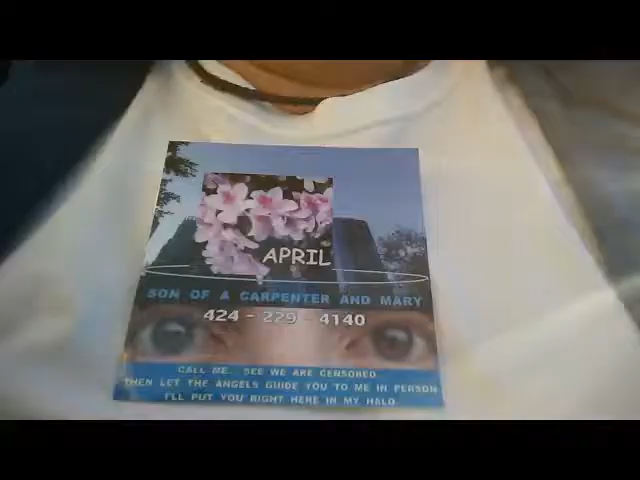 APRIL
SON OF A CARPENTER AND MARY
424 - 229 - 4140
CALL ME. SEE WE ARE CENSORED
THEN LET THE ANGELS GUIDE YOU TO ME IN PERSON
I'LL PUT YOU RIGHT HERE IN MY HALO